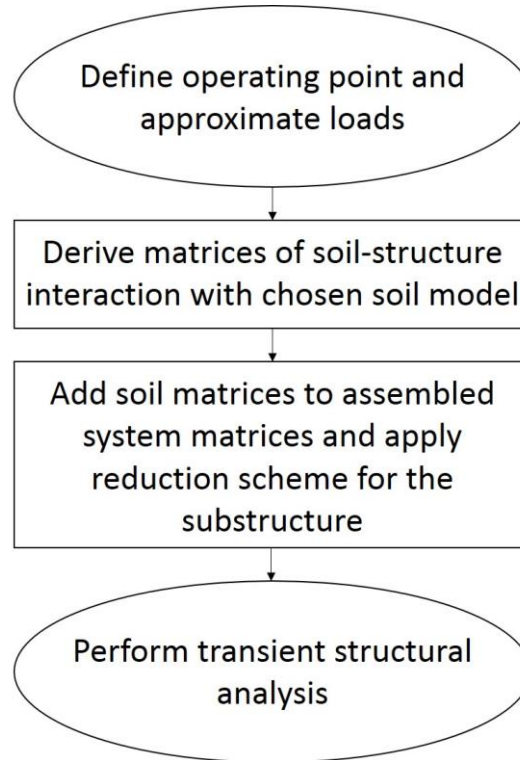 Define operating point and
approximate loads
Derive matrices of soil-structure
interaction with chosen soil model
Add soil matrices to assembled
system matrices and apply
reduction scheme for the
substructure
Perform transient structural
analysis